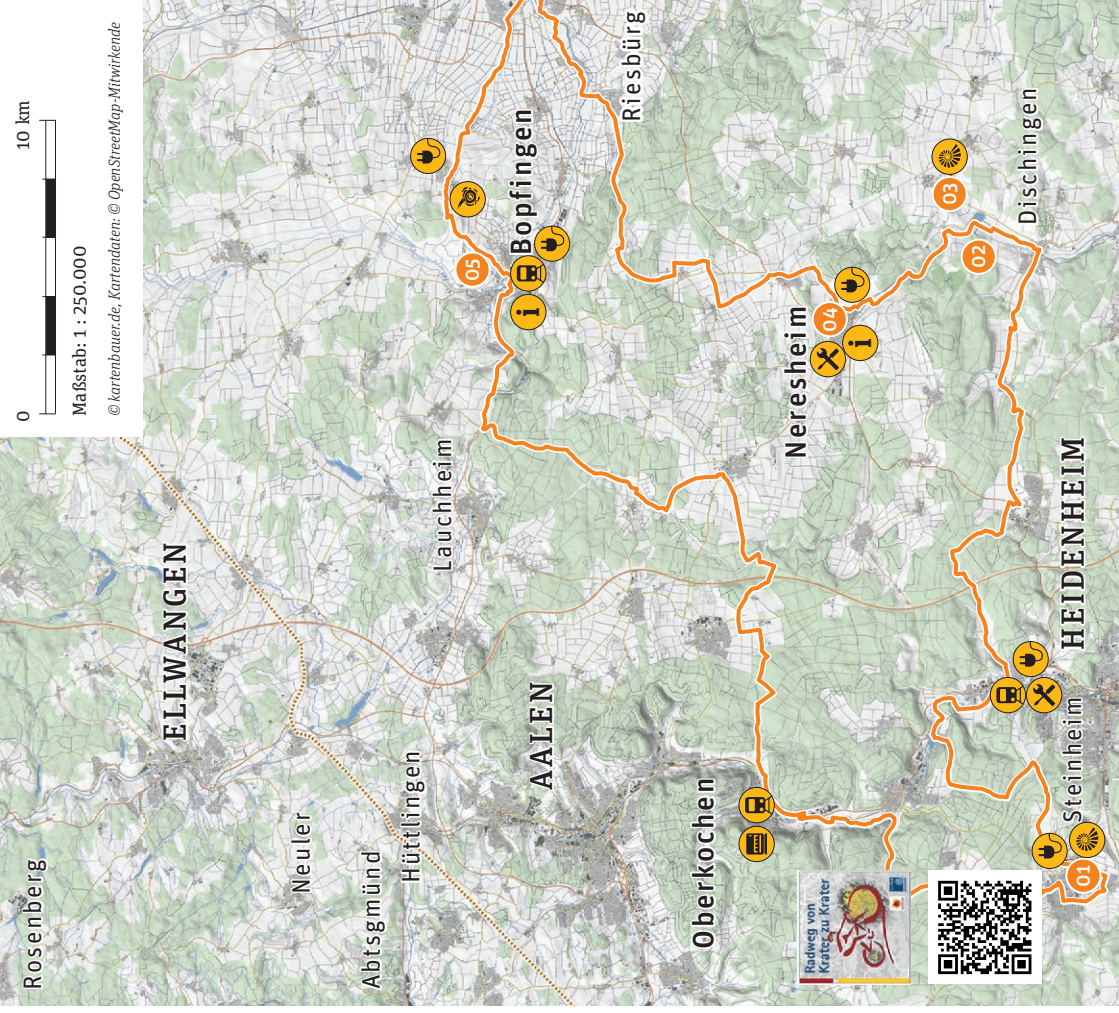 0
10 km
Maßstab: 1 : 250.000
© kartenbauer.de, Kartendaten: © OpenStreetMap-Mitwirkende
Rosenberg
ELLWANGEN
Neuler
Abtsgmünd
Hüttlingen
Lauchheim
AALEN
05
i
Bopfingen
Riesbürg
Oberkochen
Neresheim
04
i
03
02
Dischingen
HEIDENHEIM
Steinheim
01
Radweg von
Krater zu Krater